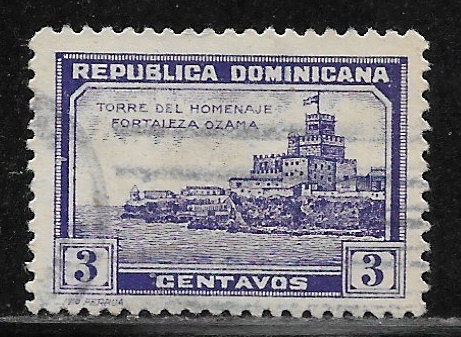 REPUBLICA DOMINICANA
TORRE DEL HOMENAJE
FORTALEZA OZAMA
3 CENTAVOS 3